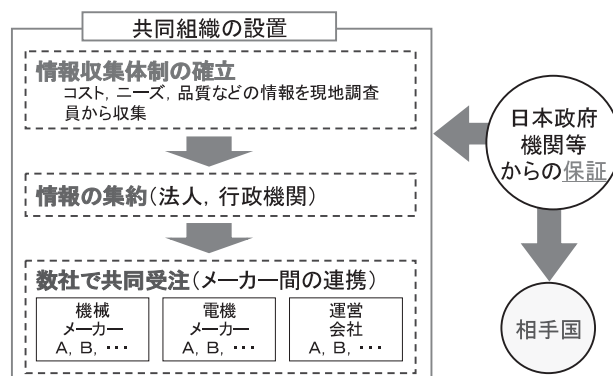 共同組織の設置
情報収集体制の確立
コスト，ニーズ，品質などの情報を現地調査
員から収集
情報の集約（法人，行政機関）
数社で共同受注（メーカー間の連携）
機械
メーカー
A，B，･･･
電機
メーカー
A，B，･･･
運営
会社
A，B，･･･
日本政府
機関等
からの保証
相手国